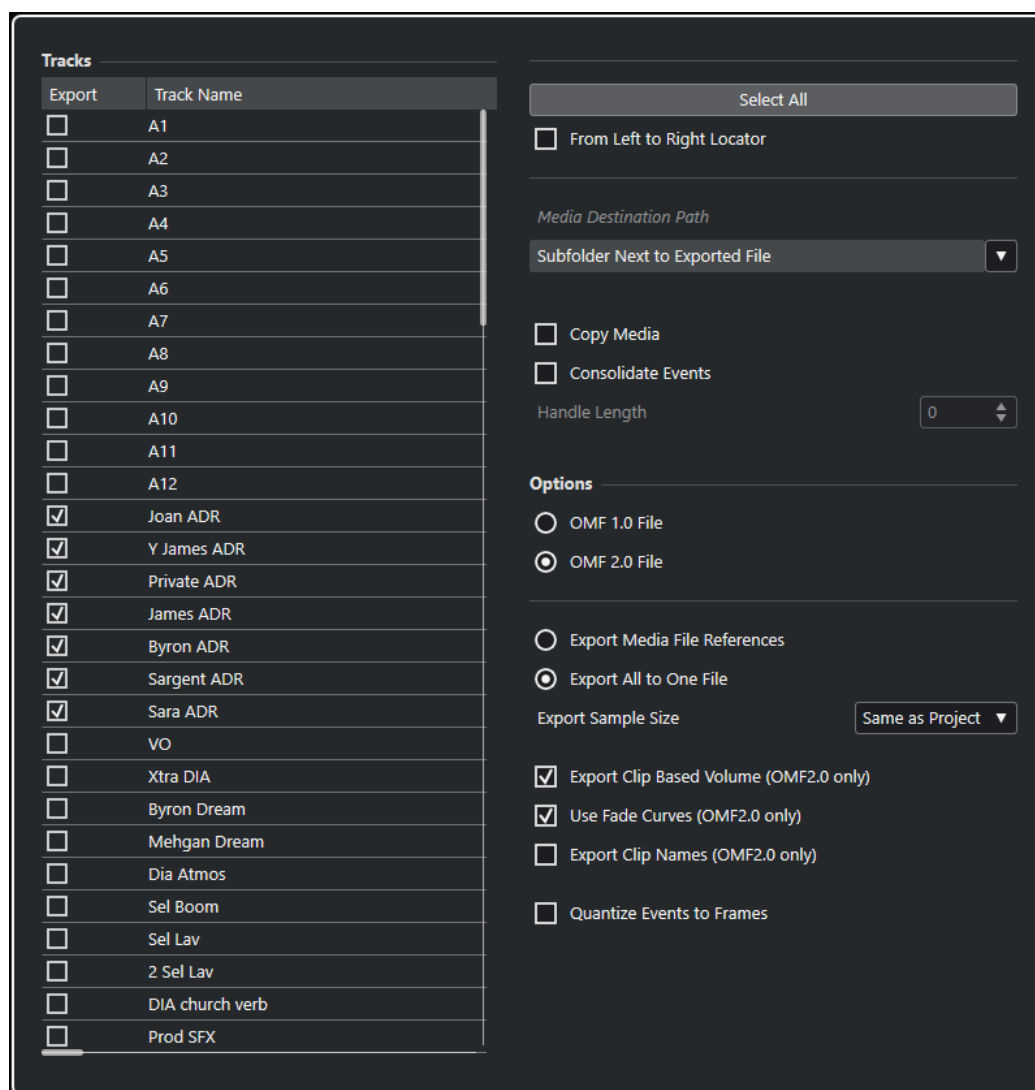 Tracks
Export Track Name
A1
A2
A3
A4
A5
A6
A7
A8
A9
A10
A11
A12
Joan ADR
Y James ADR
Private ADR
James ADR
Byron ADR
Sargent ADR
Sara ADR
VO
Xtra DIA
Byron Dream
Mehgan Dream
Dia Atmos
Sel Boom
Sel Lav
2 Sel Lav
DIA church verb
Prod SFX
Select All
From Left to Right Locator
Media Destination Path
Subfolder Next to Exported File
Copy Media
Consolidate Events
Handle Length 0
Options
OMF 1.0 File
OMF 2.0 File
Export Media File References
Export All to One File
Export Sample Size Same as Project
Export Clip Based Volume (OMF2.0 only)
Use Fade Curves (OMF2.0 only)
Export Clip Names (OMF2.0 only)
Quantize Events to Frames